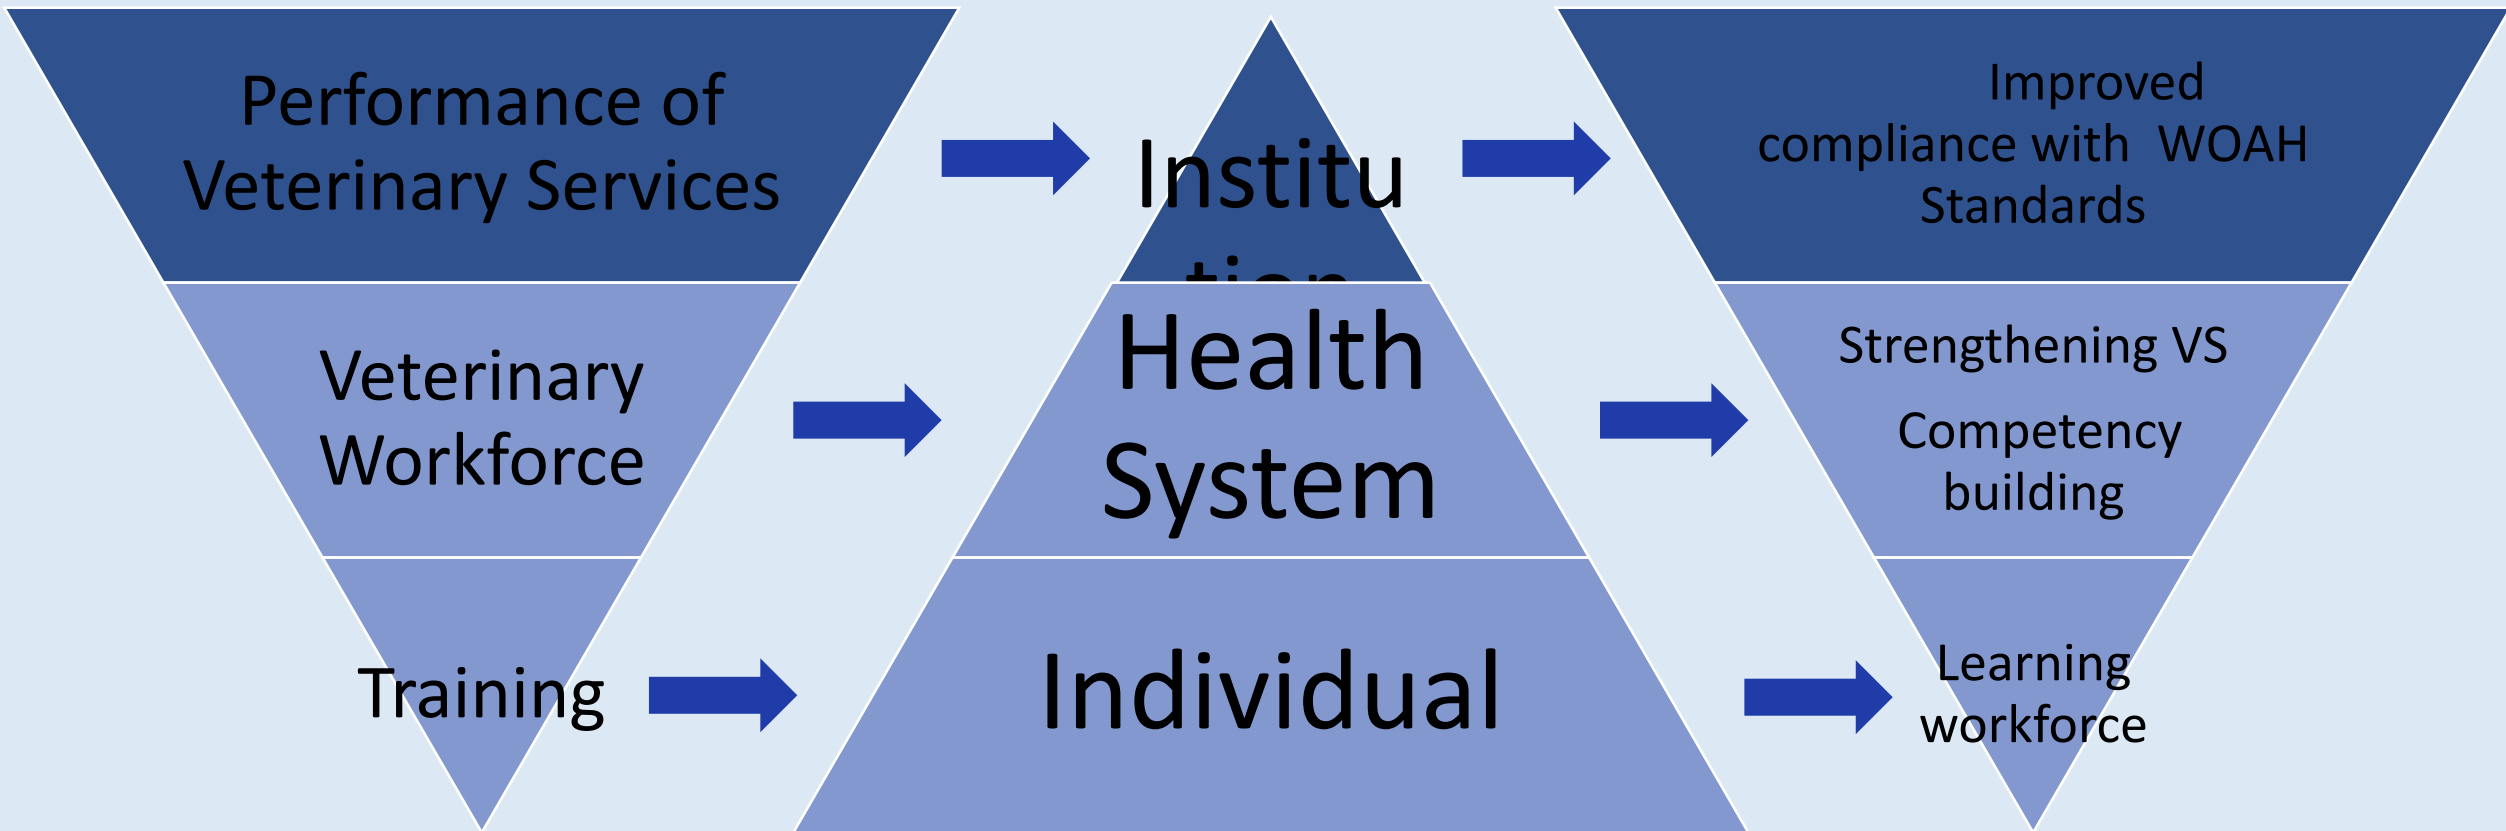 Performance of
Veterinary Services
Veterinary
Workforce
Training
Institu
tion
Health
System
Individual
Improved
compliance with WOAH
Standards
Strengthening VS
Competency
building
Learning
workforce